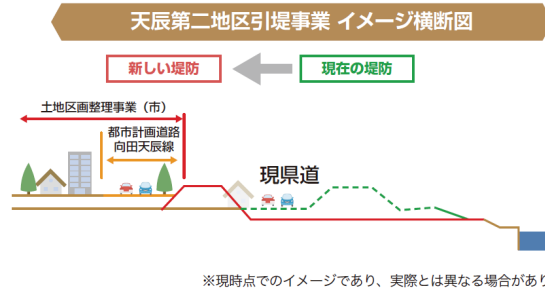 天辰第二地区引堤事業 イメージ横断図
新しい堤防
現在の堤防
土地区画整理事業（市）
都市計画道路
向田天辰線
現県道
※現時点でのイメージであり、実際とは異なる場合があり